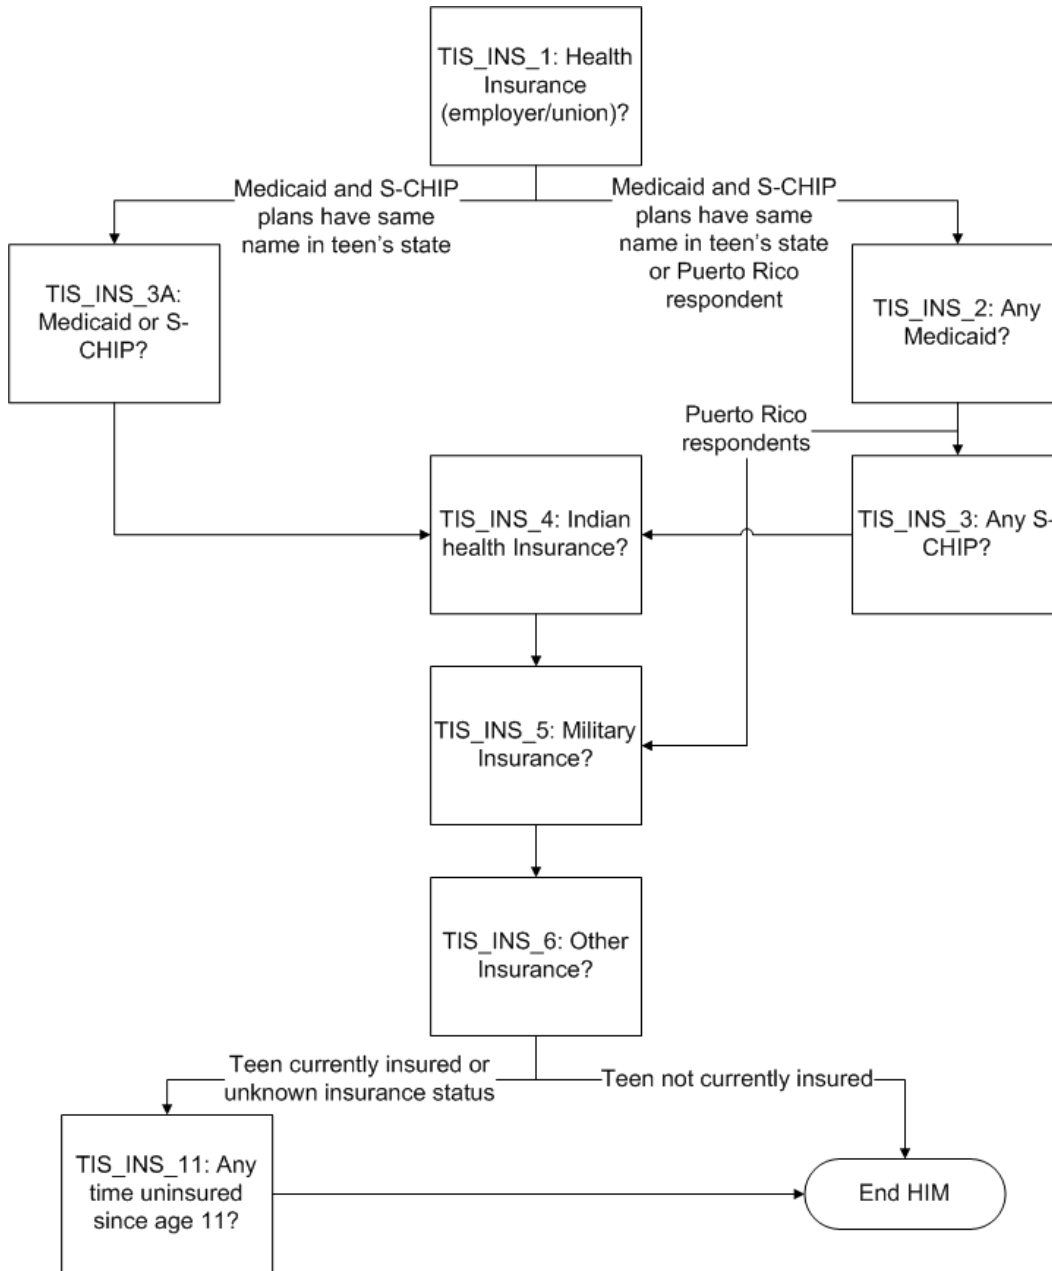 TIS_INS_1: Health
Insurance
(employer/union)?
Medicaid and S-CHIP
plans have same
name in teen's state
Medicaid and S-CHIP
plans have same
name in teen's state
or Puerto Rico
respondent
TIS_INS_3A:
Medicaid or S-
CHIP?
TIS_INS_2: Any
Medicaid?
Puerto Rico
respondents
TIS_INS_4: Indian
health Insurance?
TIS_INS_3: Any S-
CHIP?
TIS_INS_5: Military
Insurance?
TIS_INS_6: Other
Insurance?
Teen currently insured or
unknown insurance status
Teen not currently insured
TIS_INS_11: Any
time uninsured
since age 11?
End HIM